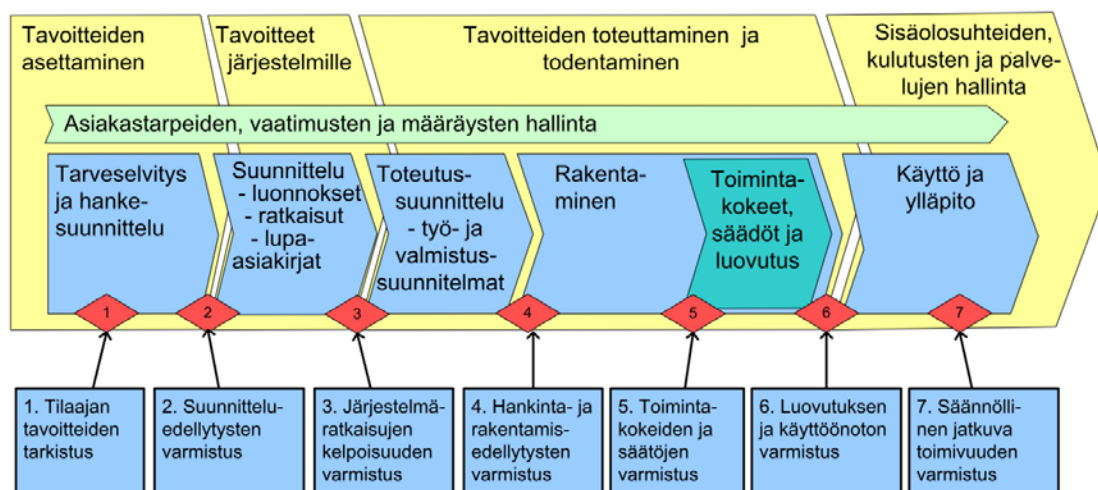 Tavoitteiden
asettaminen
Tavoitteet
järjestelmille
Tavoitteiden toteuttaminen ja
todentaminen
Sisäolosuhteiden,
kulutusten ja palve-
lujen hallinta
Asiakastarpeiden, vaatimusten ja määräysten hallinta
Tarveselvitys
ja hanke-
suunnittelu
Suunnittelu
- luonnokset
- ratkaisut
- lupa-
asiakirjat
Toteutus-
suunnittelu
- työ- ja
valmistus-
suunnitelmat
Rakenta-
minen
Toiminta-
kokeet,
säädöt ja
luovutus
Käyttö ja
ylläpito
1
2
3
4
5
6
7
1. Tilaajan
tavoitteiden
tarkistus
2. Suunnittelu-
edellytysten
varmistus
3. Järjestelmä-
ratkaisujen
kelpoisuuden
varmistus
4. Hankinta- ja
rakentamis-
edellytysten
varmistus
5. Toiminta-
kokeiden ja
säätöjen
varmistus
6. Luovutuksen
ja käyttöönoton
varmistus
7. Säännölli-
nen jatkuva
toimivuuden
varmistus